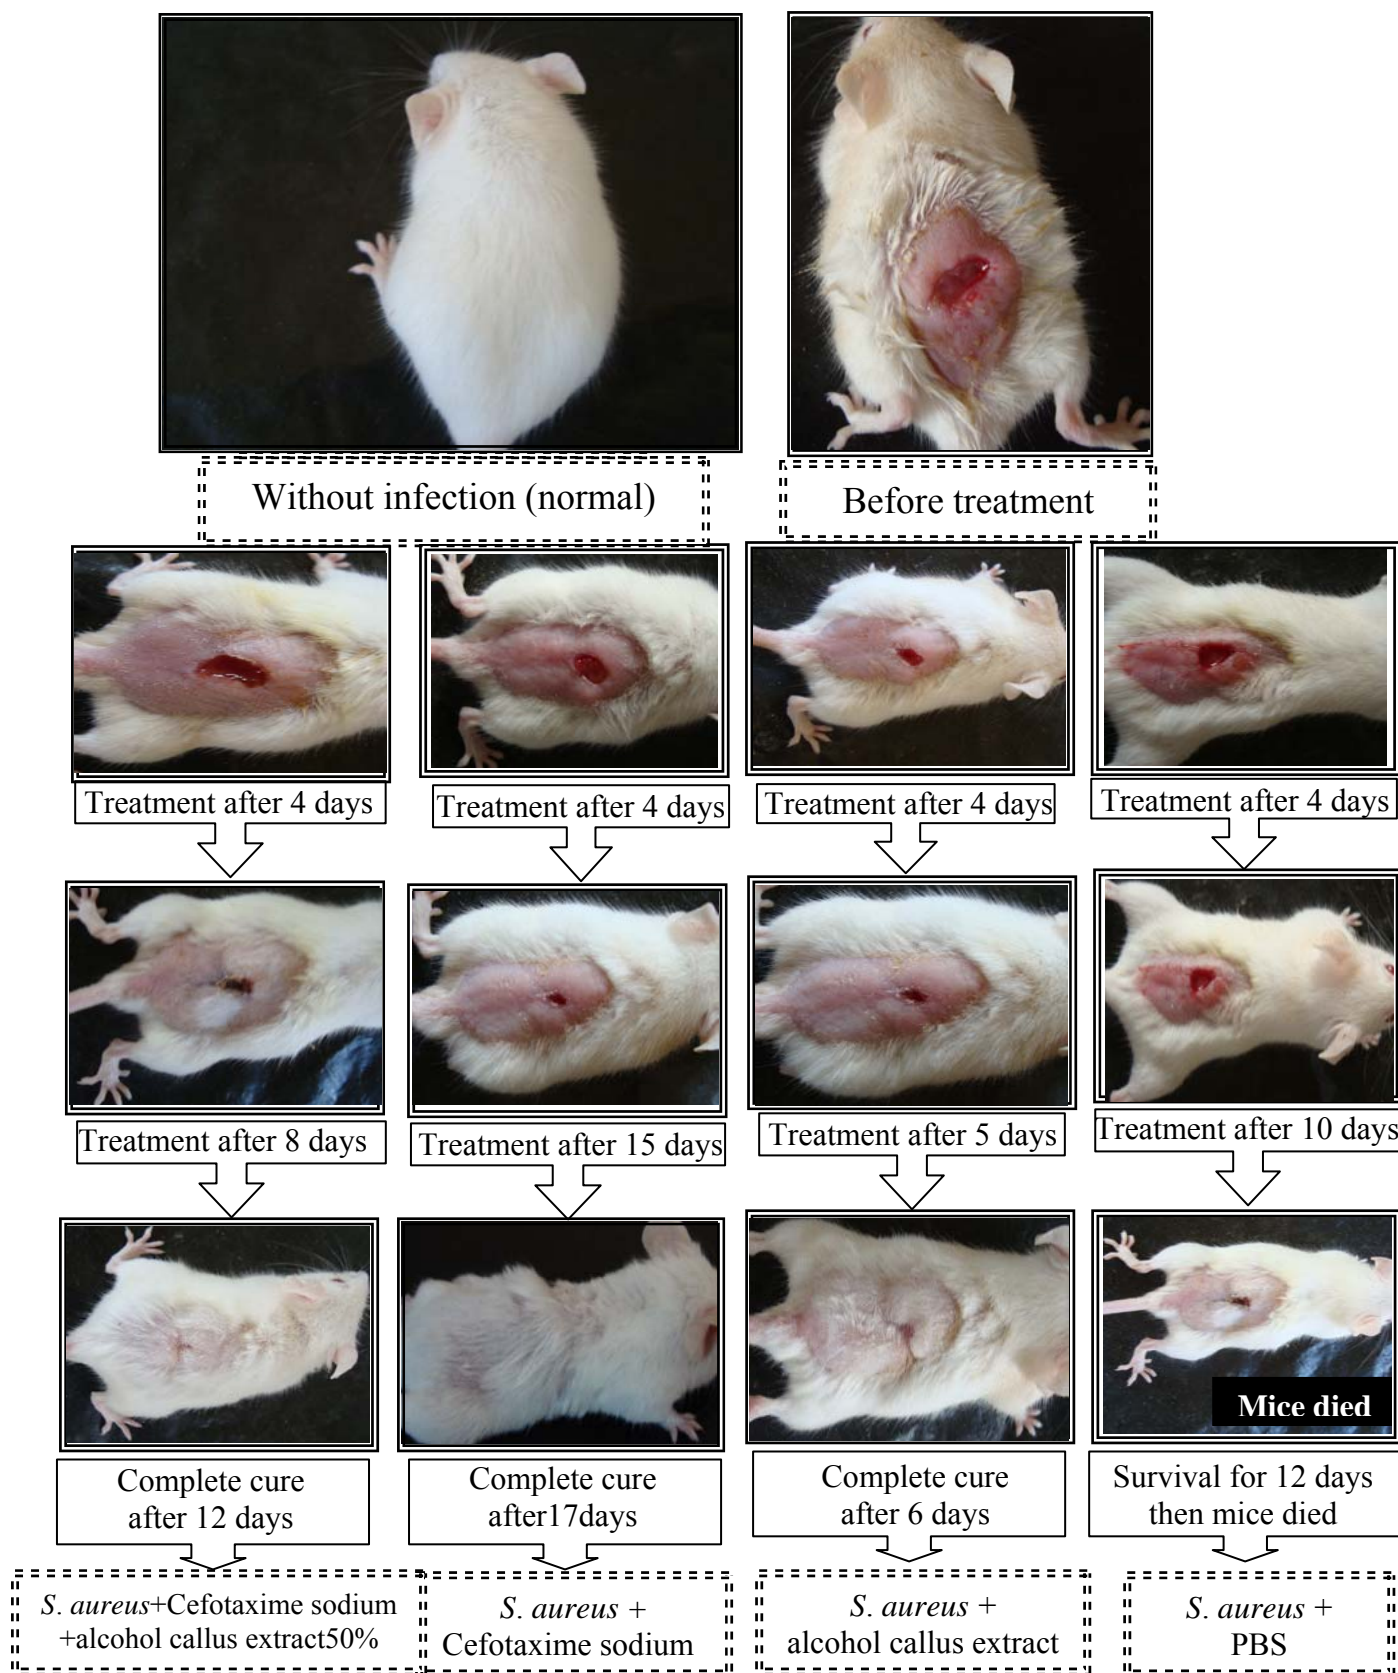 Without infection (normal)
Before treatment
Treatment after 4 days
Treatment after 4 days
Treatment after 4 days
Treatment after 4 days
Treatment after 8 days
Treatment after 15 days
Treatment after 5 days
Treatment after 10 days
Mice died
Complete cure
after 12 days
Complete cure
after17days
Complete cure
after 6 days
Survival for 12 days
then mice died
S. aureus+Cefotaxime sodium
+alcohol callus extract50%
S. aureus +
Cefotaxime sodium
S. aureus +
alcohol callus extract
S. aureus +
PBS